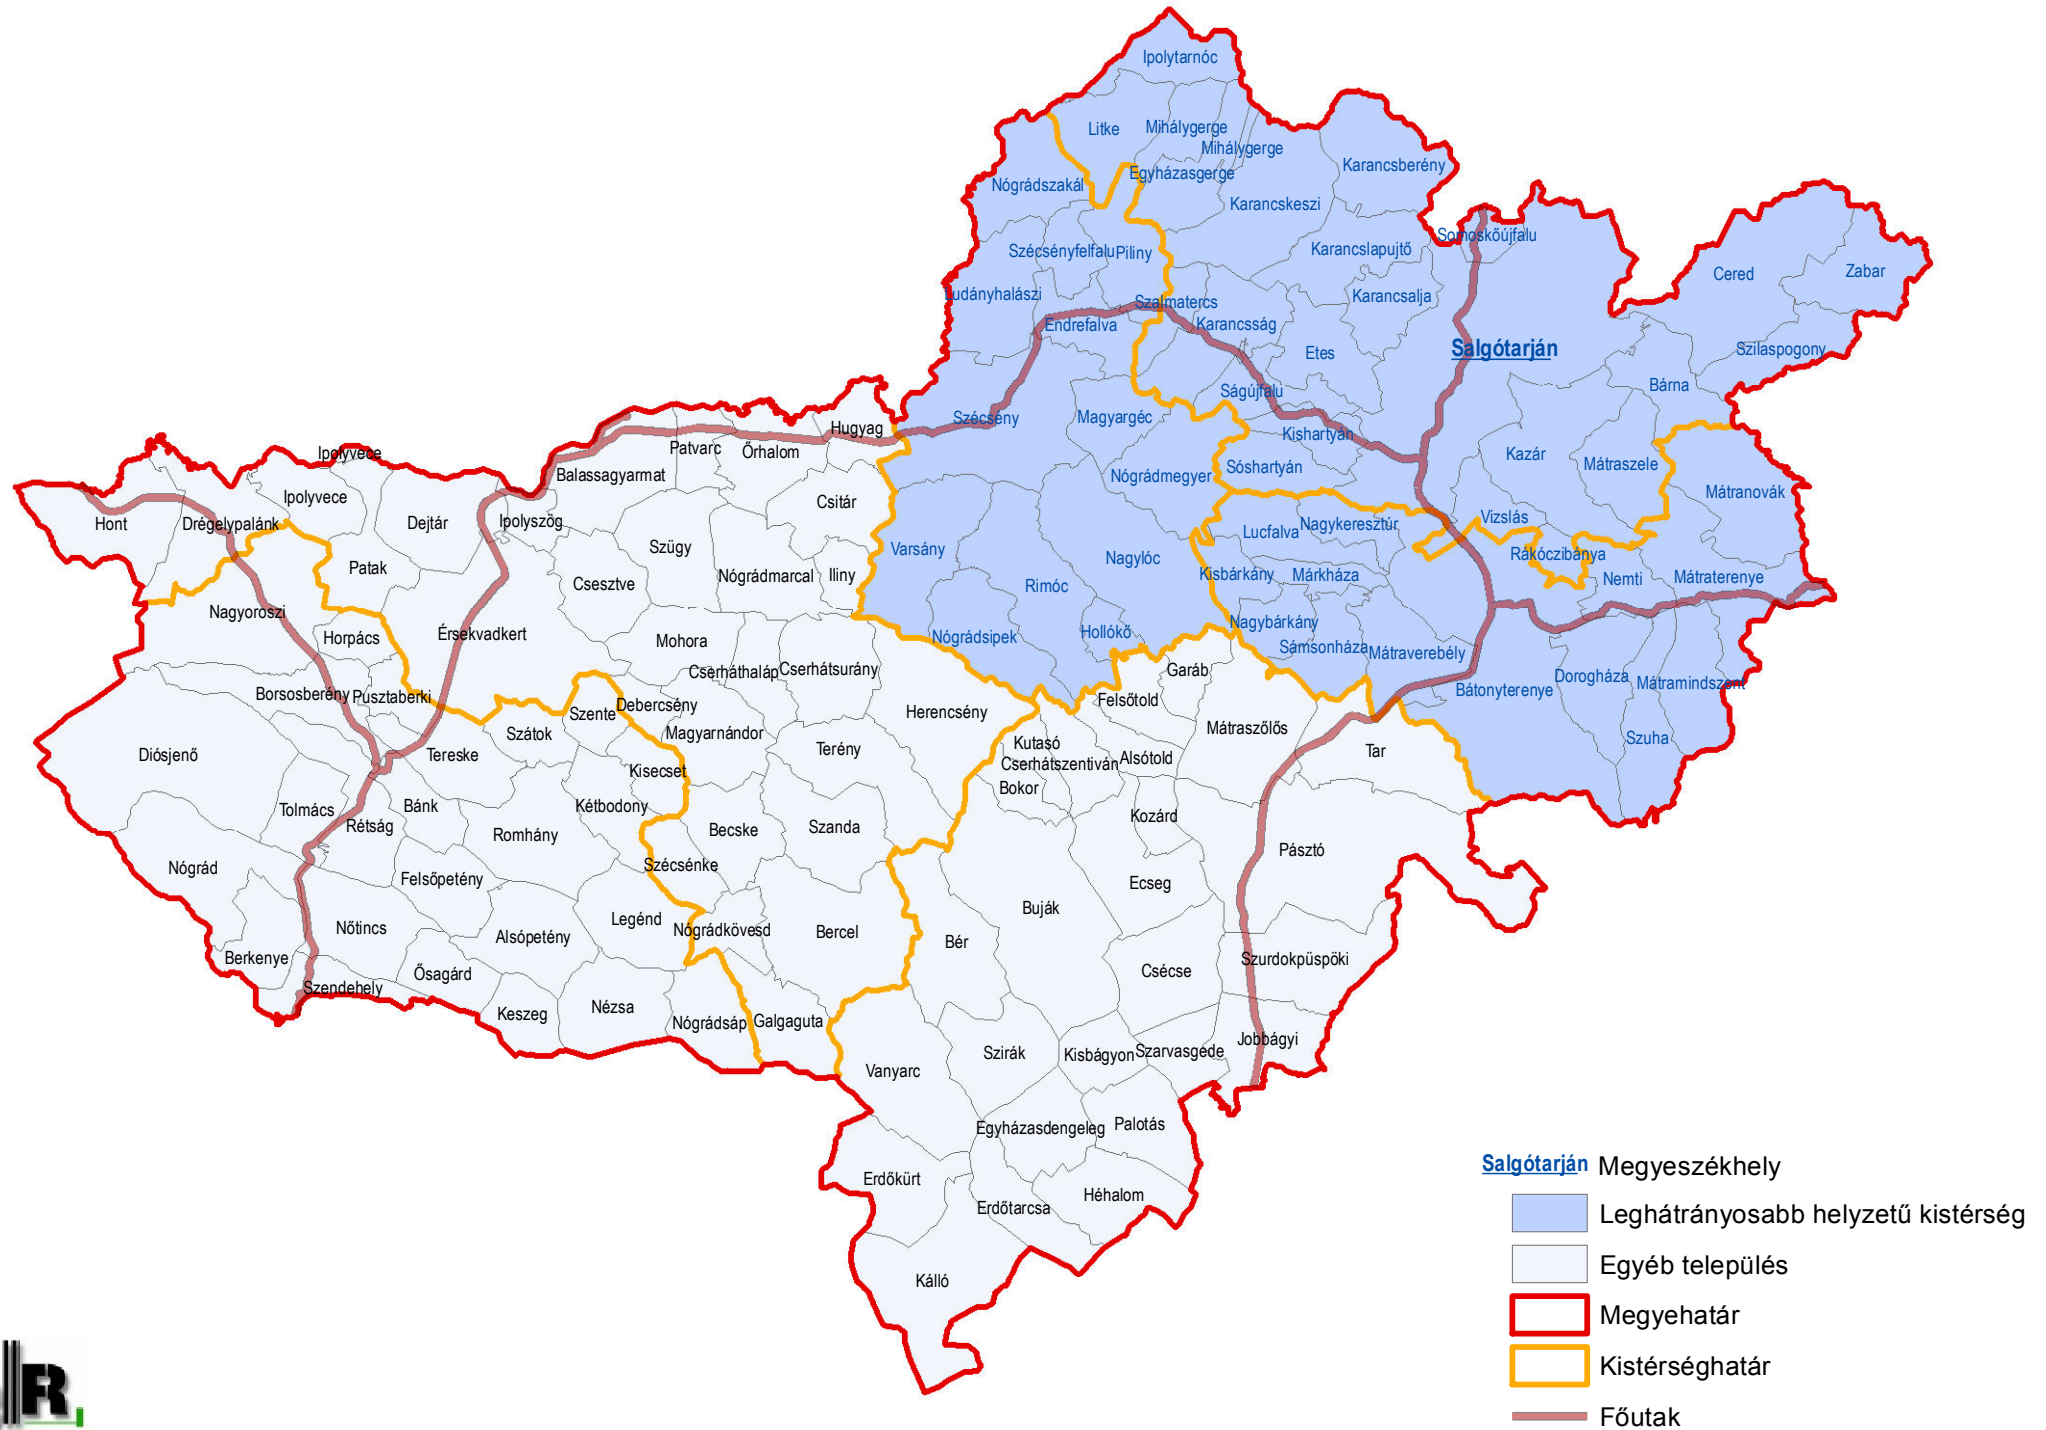 Ipolytarnóc
Litke
Mihálygerge
Mihálygerge
Egyházasgerge
Karancsberény
Nógrádszakál
Karancskeszi
Somoskőújfalu
Szécsényfelfalu
Piliny
Karancslapujtő
Cered
Zabar
Ludányhalászi
Szalmatercs
Karancsalja
Endrefalva
Karancsság
Etes
Salgótarján
Szilaspogony
Bárna
Ságújfalu
Szécsény
Magyargéc
Hugyag
Kishartyán
Patvarc
Őrhalom
Ipolyvece
Balassagyarmat
Nógrádmegyer
Sóshartyán
Kazár
Mátraszele
Mátranovák
Ipolyvece
Csitár
Hont
Drégelypalánk
Dejtár
Ipolyszög
Vizslás
Lucfalva
Nagykeresztúr
Szügy
Varsány
Nagylóc
Rákóczibánya
Patak
Csesztve
Nógrádmarcal
Iliny
Rimóc
Kisbárkány
Márkháza
Nemti
Mátraterenye
Nagyoroszi
Horpács
Érsekvadkert
Mohora
Nógrádsipek
Hollókő
Nagybárkány
Sámsonháza
Mátraverebély
Cserháthaláp
Cserhátsurány
Garáb
Borsosberény
Pusztaberki
Debercsény
Felsőtold
Bátonyterenye
Dorogháza
Mátramindszent
Szente
Herencsény
Diósjenő
Tereske
Szátok
Magyarnándor
Terény
Kutasó
Cserhátszentiván
Alsótold
Mátraszőlős
Tar
Szuha
Kisecset
Bokor
Tolmács
Bánk
Kétbodony
Rétság
Romhány
Becske
Szanda
Kozárd
Pásztó
Nógrád
Felsőpetény
Szécsénke
Ecseg
Nőtincs
Alsópetény
Legénd
Nógrádkövesd
Bercel
Bér
Buják
Berkenye
Ősagárd
Csécse
Szurdokpüspöki
Szendehely
Keszeg
Nézsa
Nógrádsáp
Galgaguta
Szirák
Kisbágyon
Szarvasgede
Jobbágyi
Vanyarc
Egyházasdengeleg
Palotás
Erdőkürt
Erdőtarcsa
Héhalom
Kálló
Salgótarján Megyeszékhely
Leghátrányosabb helyzetű kistérség
Egyéb település
Megyehatár
Kistérséghatár
Főutak
R